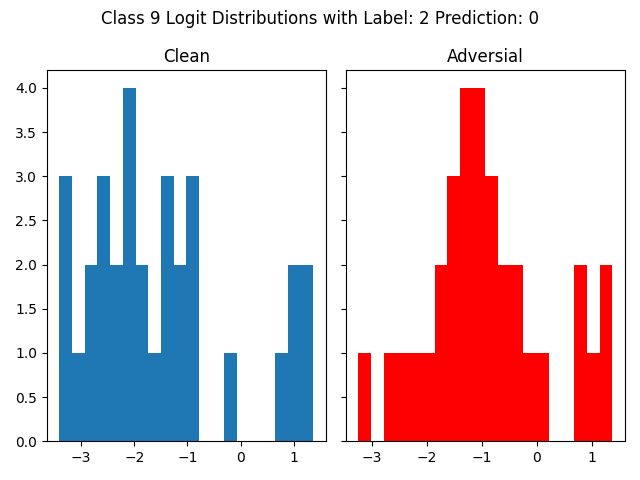 Class 9 Logit Distributions with Label: 2 Prediction: 0
Clean
Adversial
4.0
3.5
3.0
2.5
2.0
1.5
1.0
0.5
0.0
−3 −2 −1 0 1
−3 −2 −1 0 1